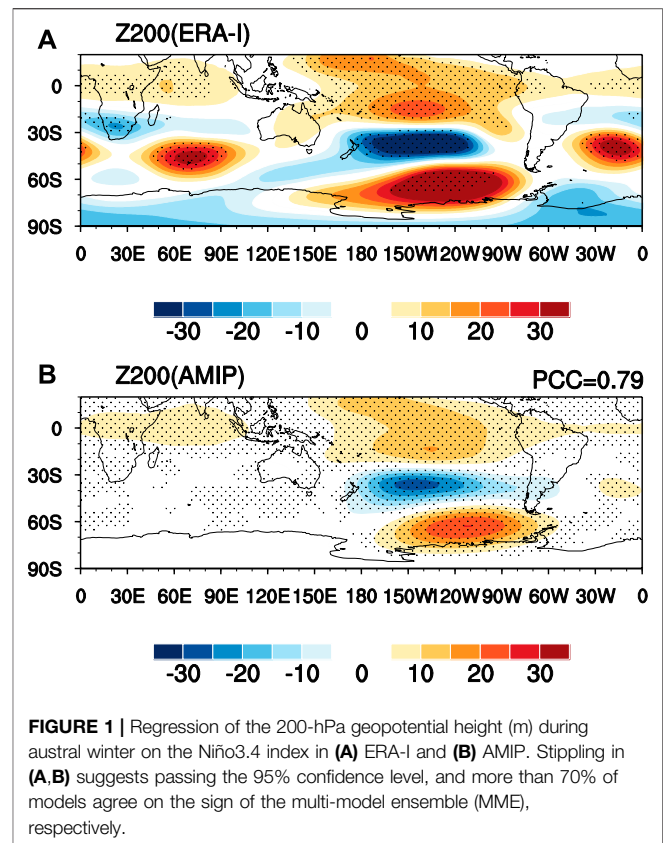 A
Z200(ERA-I)
0
30S
60S
90S
0 30E 60E 90E 120E 150E 180 150W 120W 90W 60W 30W 0
-30 -20 -10 0 10 20 30
B
Z200(AMIP)
PCC=0.79
0
30S
60S
90S
0 30E 60E 90E 120E 150E 180 150W 120W 90W 60W 30W 0
-30 -20 -10 0 10 20 30
FIGURE 1 | Regression of the 200-hPa geopotential height (m) during
austral winter on the Niño3.4 index in (A) ERA-I and (B) AMIP. Stippling in
(A,B) suggests passing the 95% confidence level, and more than 70% of
models agree on the sign of the multi-model ensemble (MME),
respectively.